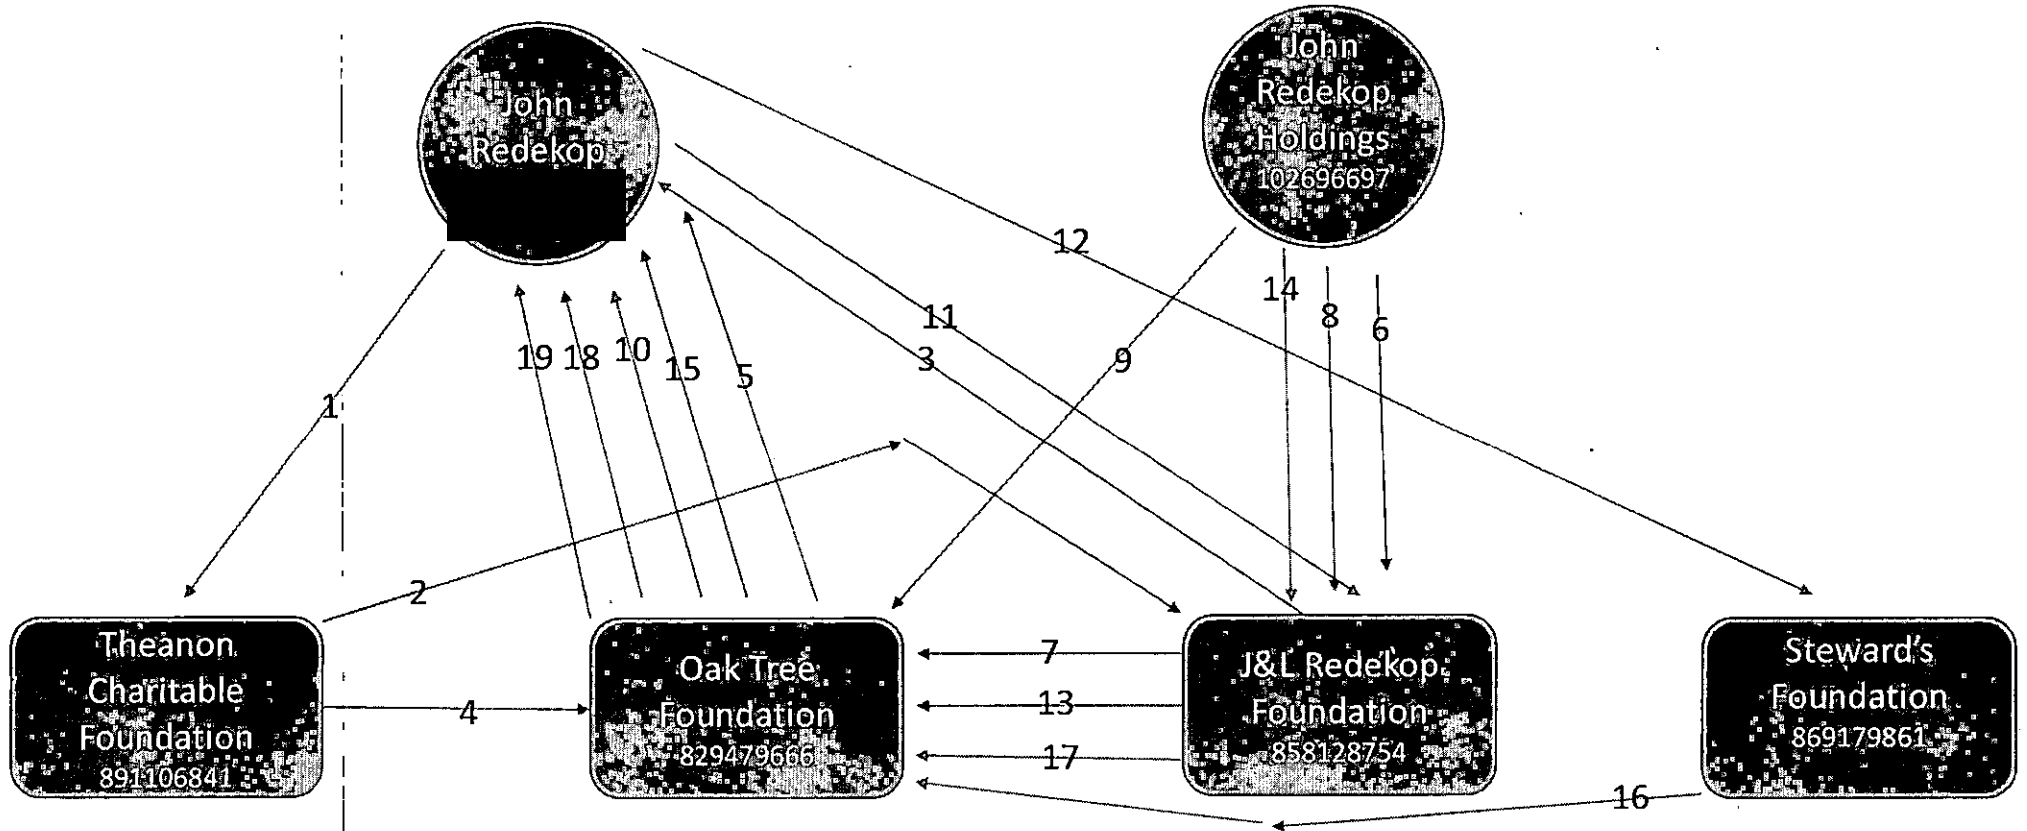 John
Redekop
John
Redekop
Holdings
102696697
12
14
8
6
11
3
9
19
18
10
15
5
1
2
Theanon
Charitable
Foundation
891106841
4
Oak Tree
Foundation
829479666
7
13
17
J&L Redekop
Foundation
858128754
16
Steward's
Foundation
869179861